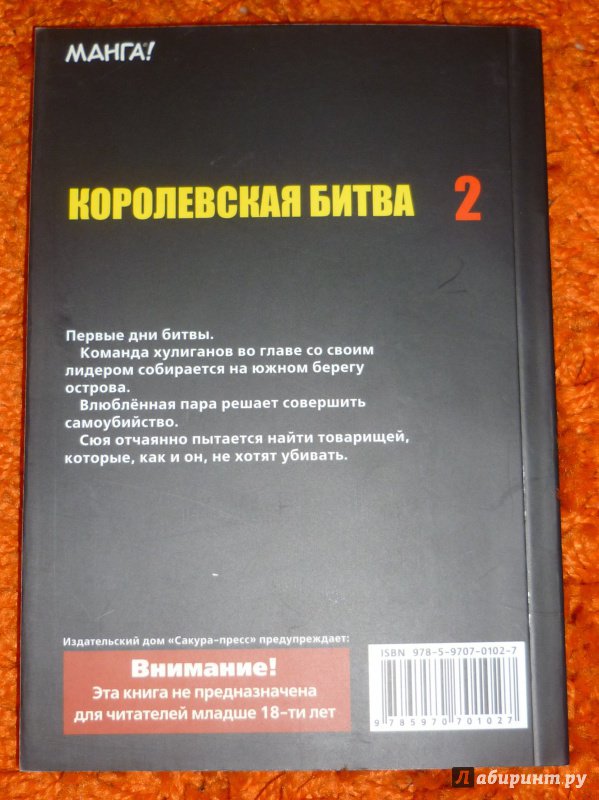 МАНГА!
КОРОЛЕВСКАЯ БИТВА 2
Первые дни битвы.
Команда хулиганов во главе со своим
лидером собирается на южном берегу
острова.
Влюблённая пара решает совершить
самоубийство.
Сюя отчаянно пытается найти товарищей,
которые, как и он, не хотят убивать.
Издательский дом «Сакура-пресс» предупреждает:
Внимание!
Эта книга не предназначена
для читателей младше 18-ти лет
ISBN 978-5-9707-0102-7
9 785970 701027
Лабиринт.ру